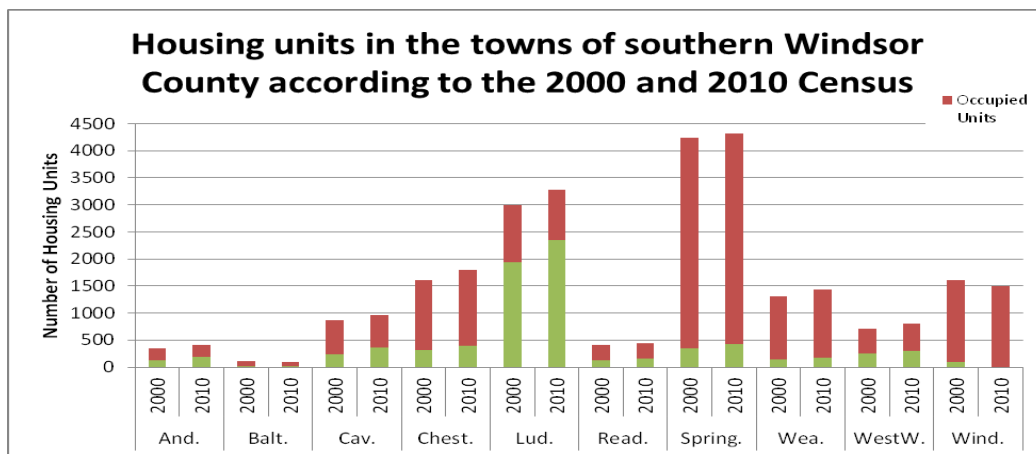 Housing units in the towns of southern Windsor
County according to the 2000 and 2010 Census
Occupied
Units
Number of Housing Units
4500
4000
3500
3000
2500
2000
1500
1000
500
0
2000 2010 2000 2010 2000 2010 2000 2010 2000 2010 2000 2010 2000 2010 2000 2010 2000 2010 2000 2010
And. Balt. Cav. Chest. Lud. Read. Spring. Wea. WestW. Wind.